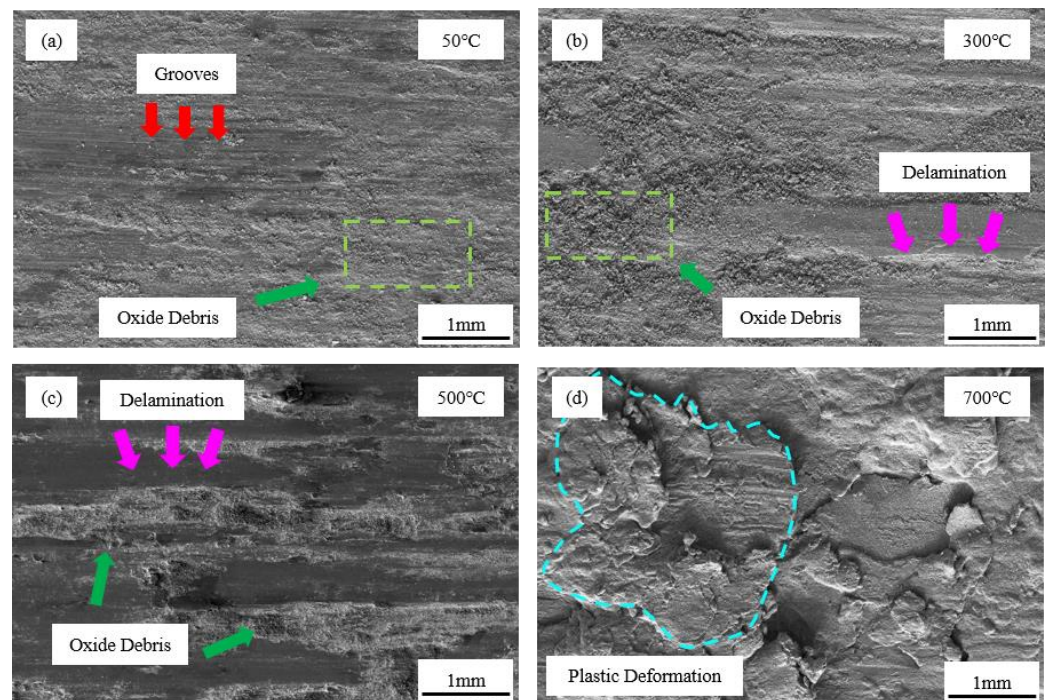 (a)
50℃
Grooves
Oxide Debris
1mm
(b)
300℃
Delamination
Oxide Debris
1mm
(c)
Delamination
500℃
Oxide Debris
1mm
(d)
700℃
Plastic Deformation
1mm